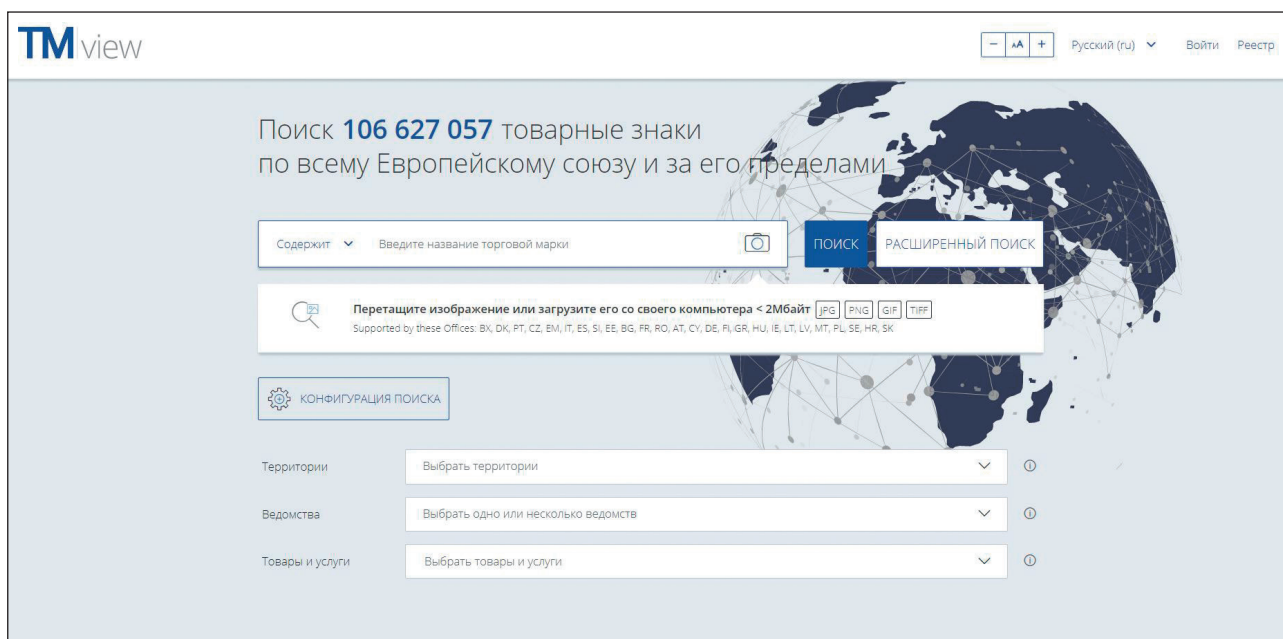 TMview
− AA + Русский (ru) Войти Реестр
Поиск 106 627 057 товарные знаки
по всему Европейскому союзу и за его пределами
Содержит Введите название торговой марки ПОИСК РАСШИРЕННЫЙ ПОИСК
Перетащите изображение или загрузите его со своего компьютера < 2Мбайт JPG PNG GIF TIFF
Supported by these Offices: BX, DK, PT, CZ, EM, IT, ES, SI, EE, BG, FR, RO, AT, CY, DE, FI, GR, HU, IE, LT, LV, MT, PL, SE, HR, SK
КОНФИГУРАЦИЯ ПОИСКА
Территории Выбрать территории
Ведомства Выбрать одно или несколько ведомств
Товары и услуги Выбрать товары и услуги